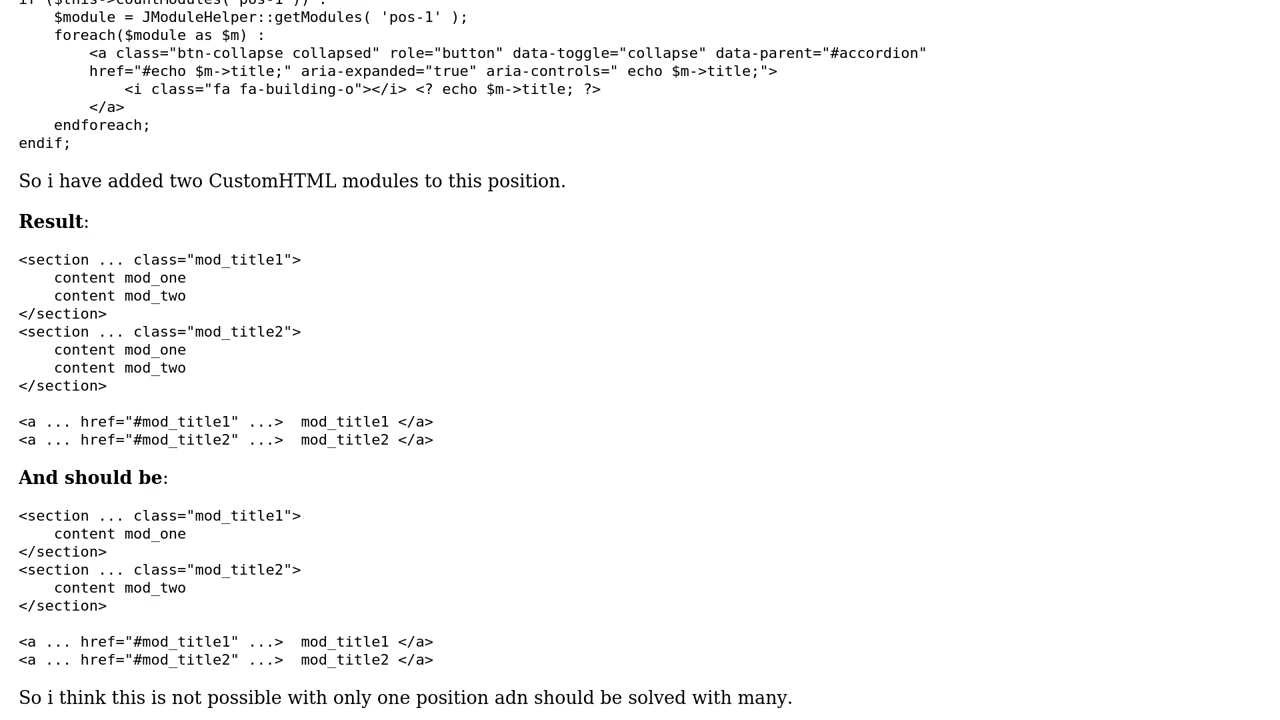 if ($this->countModules( 'pos-1' )) :
    $module = JModuleHelper::getModules( 'pos-1' );
    foreach($module as $m) :
        <a class="btn-collapse collapsed" role="button" data-toggle="collapse" data-parent="#accordion"
        href="#echo $m->title;" aria-expanded="true" aria-controls=" echo $m->title;">
            <i class="fa fa-building-o"></i> <? echo $m->title; ?>
        </a>
    endforeach;
endif;
So i have added two CustomHTML modules to this position.
Result:
<section ... class="mod_title1">
    content mod_one
    content mod_two
</section>
<section ... class="mod_title2">
    content mod_one
    content mod_two
</section>
<a ... href="#mod_title1" ...>  mod_title1 </a>
<a ... href="#mod_title2" ...>  mod_title2 </a>
And should be:
<section ... class="mod_title1">
    content mod_one
</section>
<section ... class="mod_title2">
    content mod_two
</section>
<a ... href="#mod_title1" ...>  mod_title1 </a>
<a ... href="#mod_title2" ...>  mod_title2 </a>
So i think this is not possible with only one position adn should be solved with many.